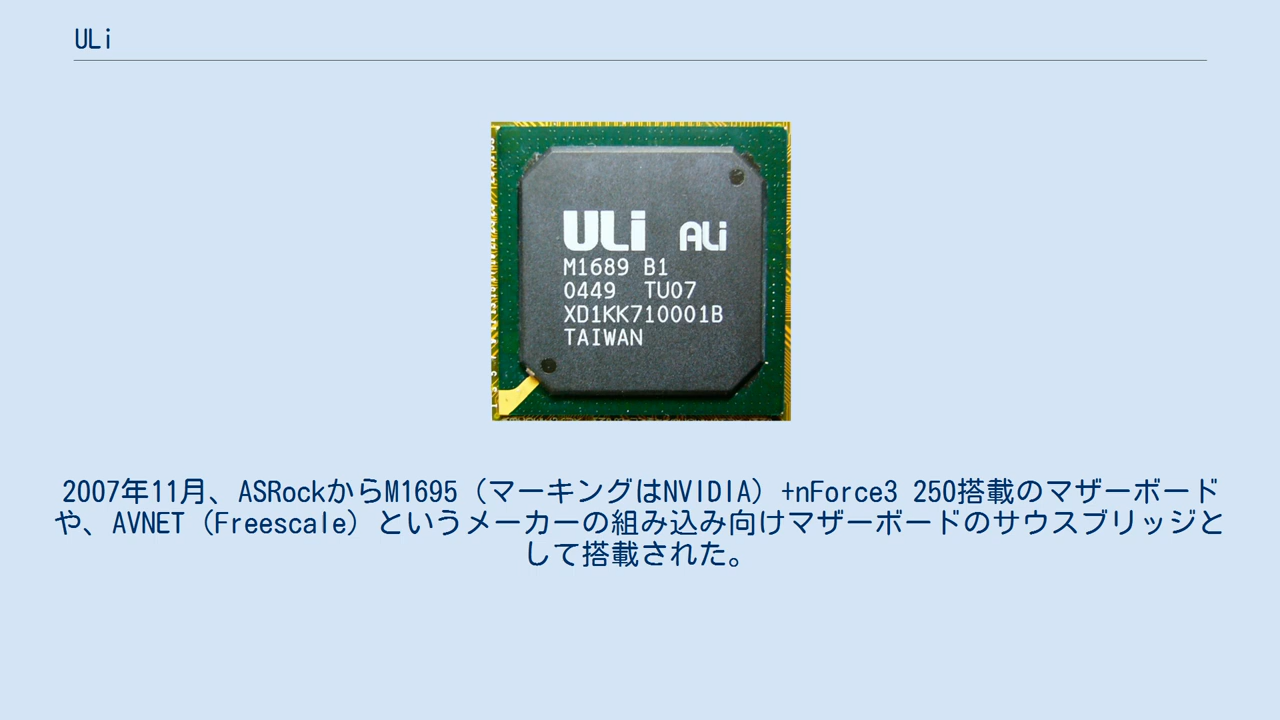 ULi
ULi ALi
M1689 B1
0449 TU07
XD1KK710001B
TAIWAN
2007年11月、ASRockからM1695（マーキングはNVIDIA）+nForce3 250搭載のマザーボード
や、AVNET（Freescale）というメーカーの組み込み向けマザーボードのサウスブリッジと
して搭載された。